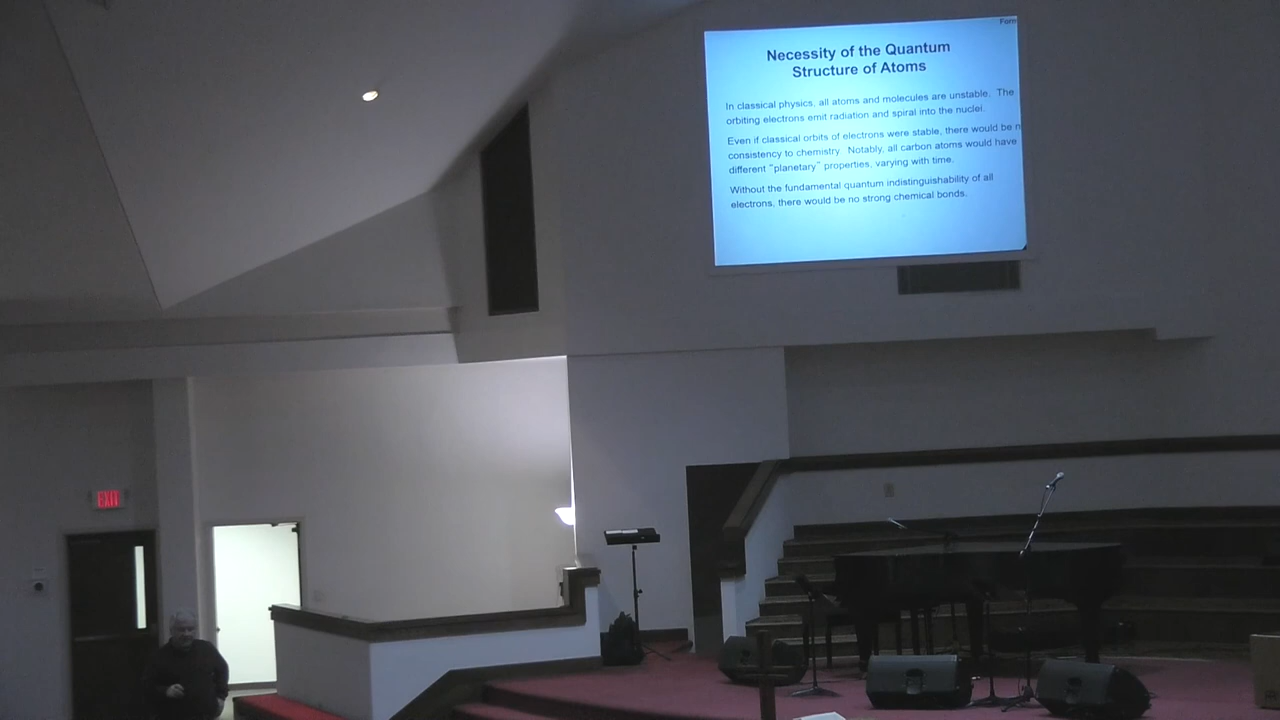 Necessity of the Quantum
Structure of Atoms
In classical physics, all atoms and molecules are unstable. The
orbiting electrons emit radiation and spiral into the nuclei.
Even if classical orbits of electrons were stable, there would be n
consistency to chemistry. Notably, all carbon atoms would have
different "planetary" properties, varying with time.
Without the fundamental quantum indistinguishability of all
electrons, there would be no strong chemical bonds.
EXIT